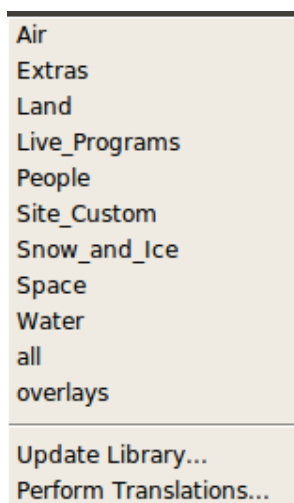 Air
Extras
Land
Live_Programs
People
Site_Custom
Snow_and_Ice
Space
Water
all
overlays
Update Library...
Perform Translations...